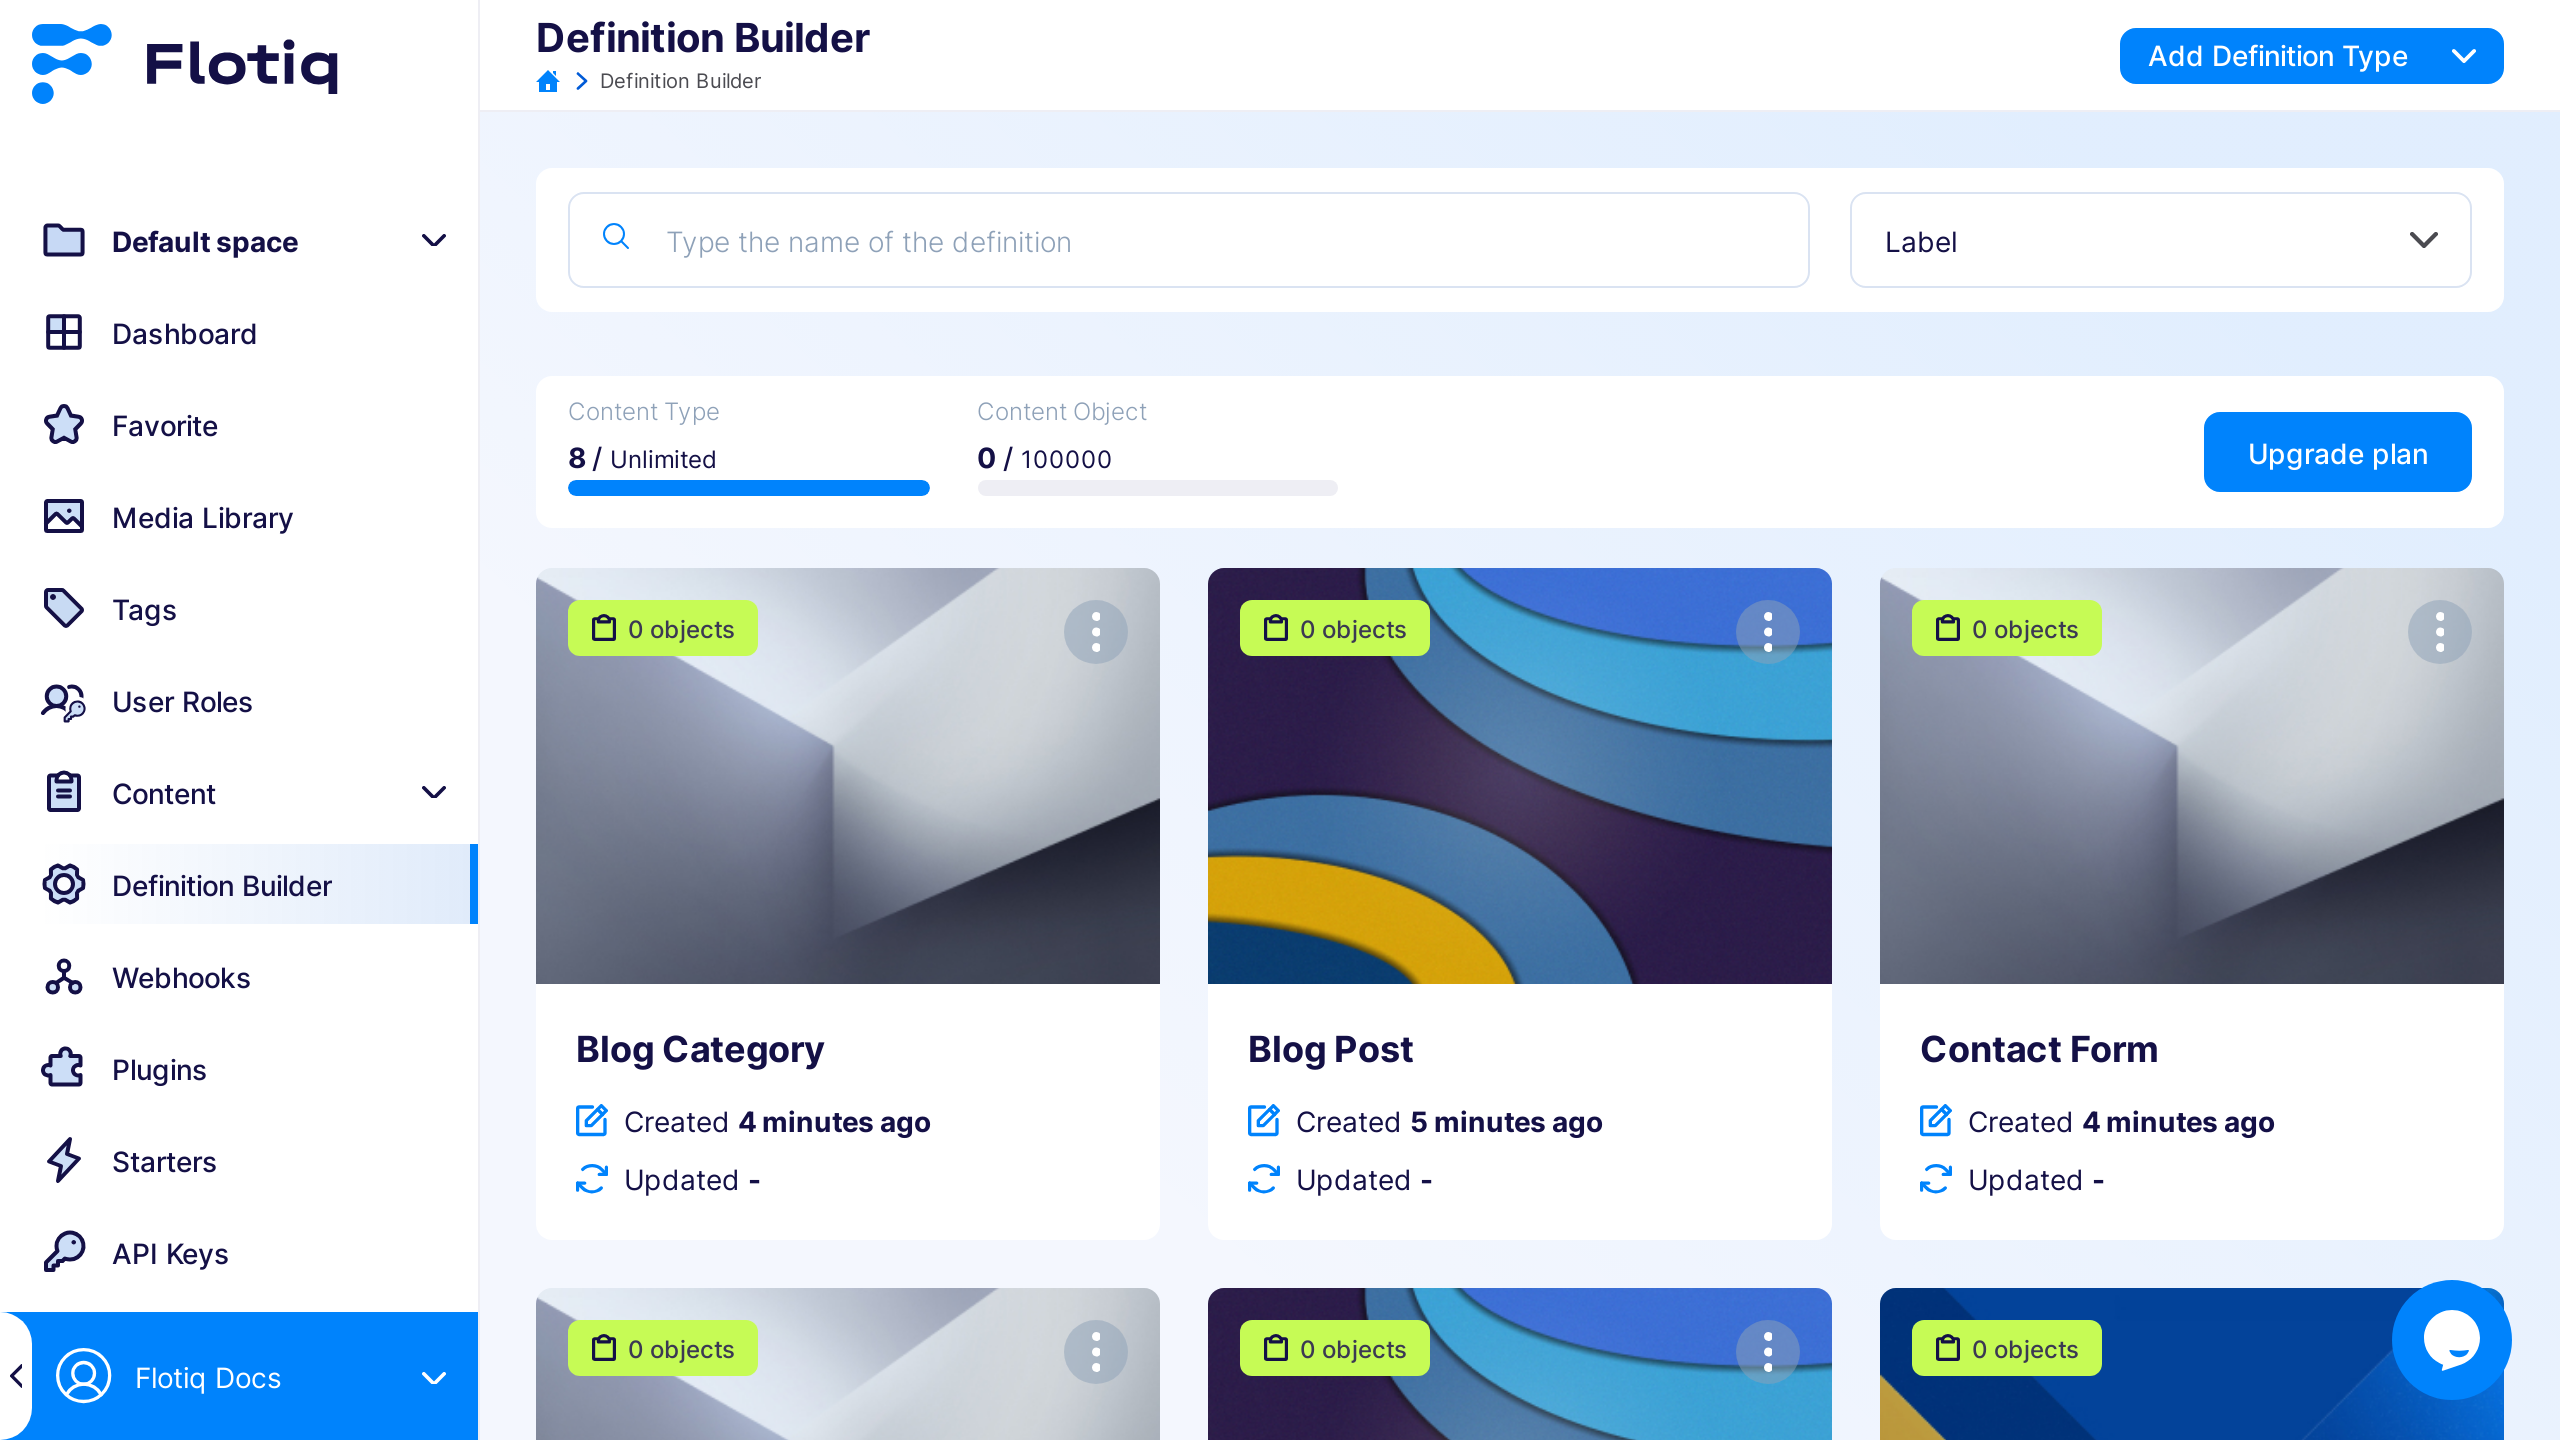 Flotiq
Default space
Dashboard
Favorite
Media Library
Tags
User Roles
Content
Definition Builder
Webhooks
Plugins
Starters
API Keys
Flotiq Docs
Definition Builder
Definition Builder
Add Definition Type
Type the name of the definition
Label
Content Type
8 / Unlimited
Content Object
0 / 100000
Upgrade plan
0 objects
Blog Category
Created 4 minutes ago
Updated -
0 objects
Blog Post
Created 5 minutes ago
Updated -
0 objects
Contact Form
Created 4 minutes ago
Updated -
0 objects
0 objects
0 objects